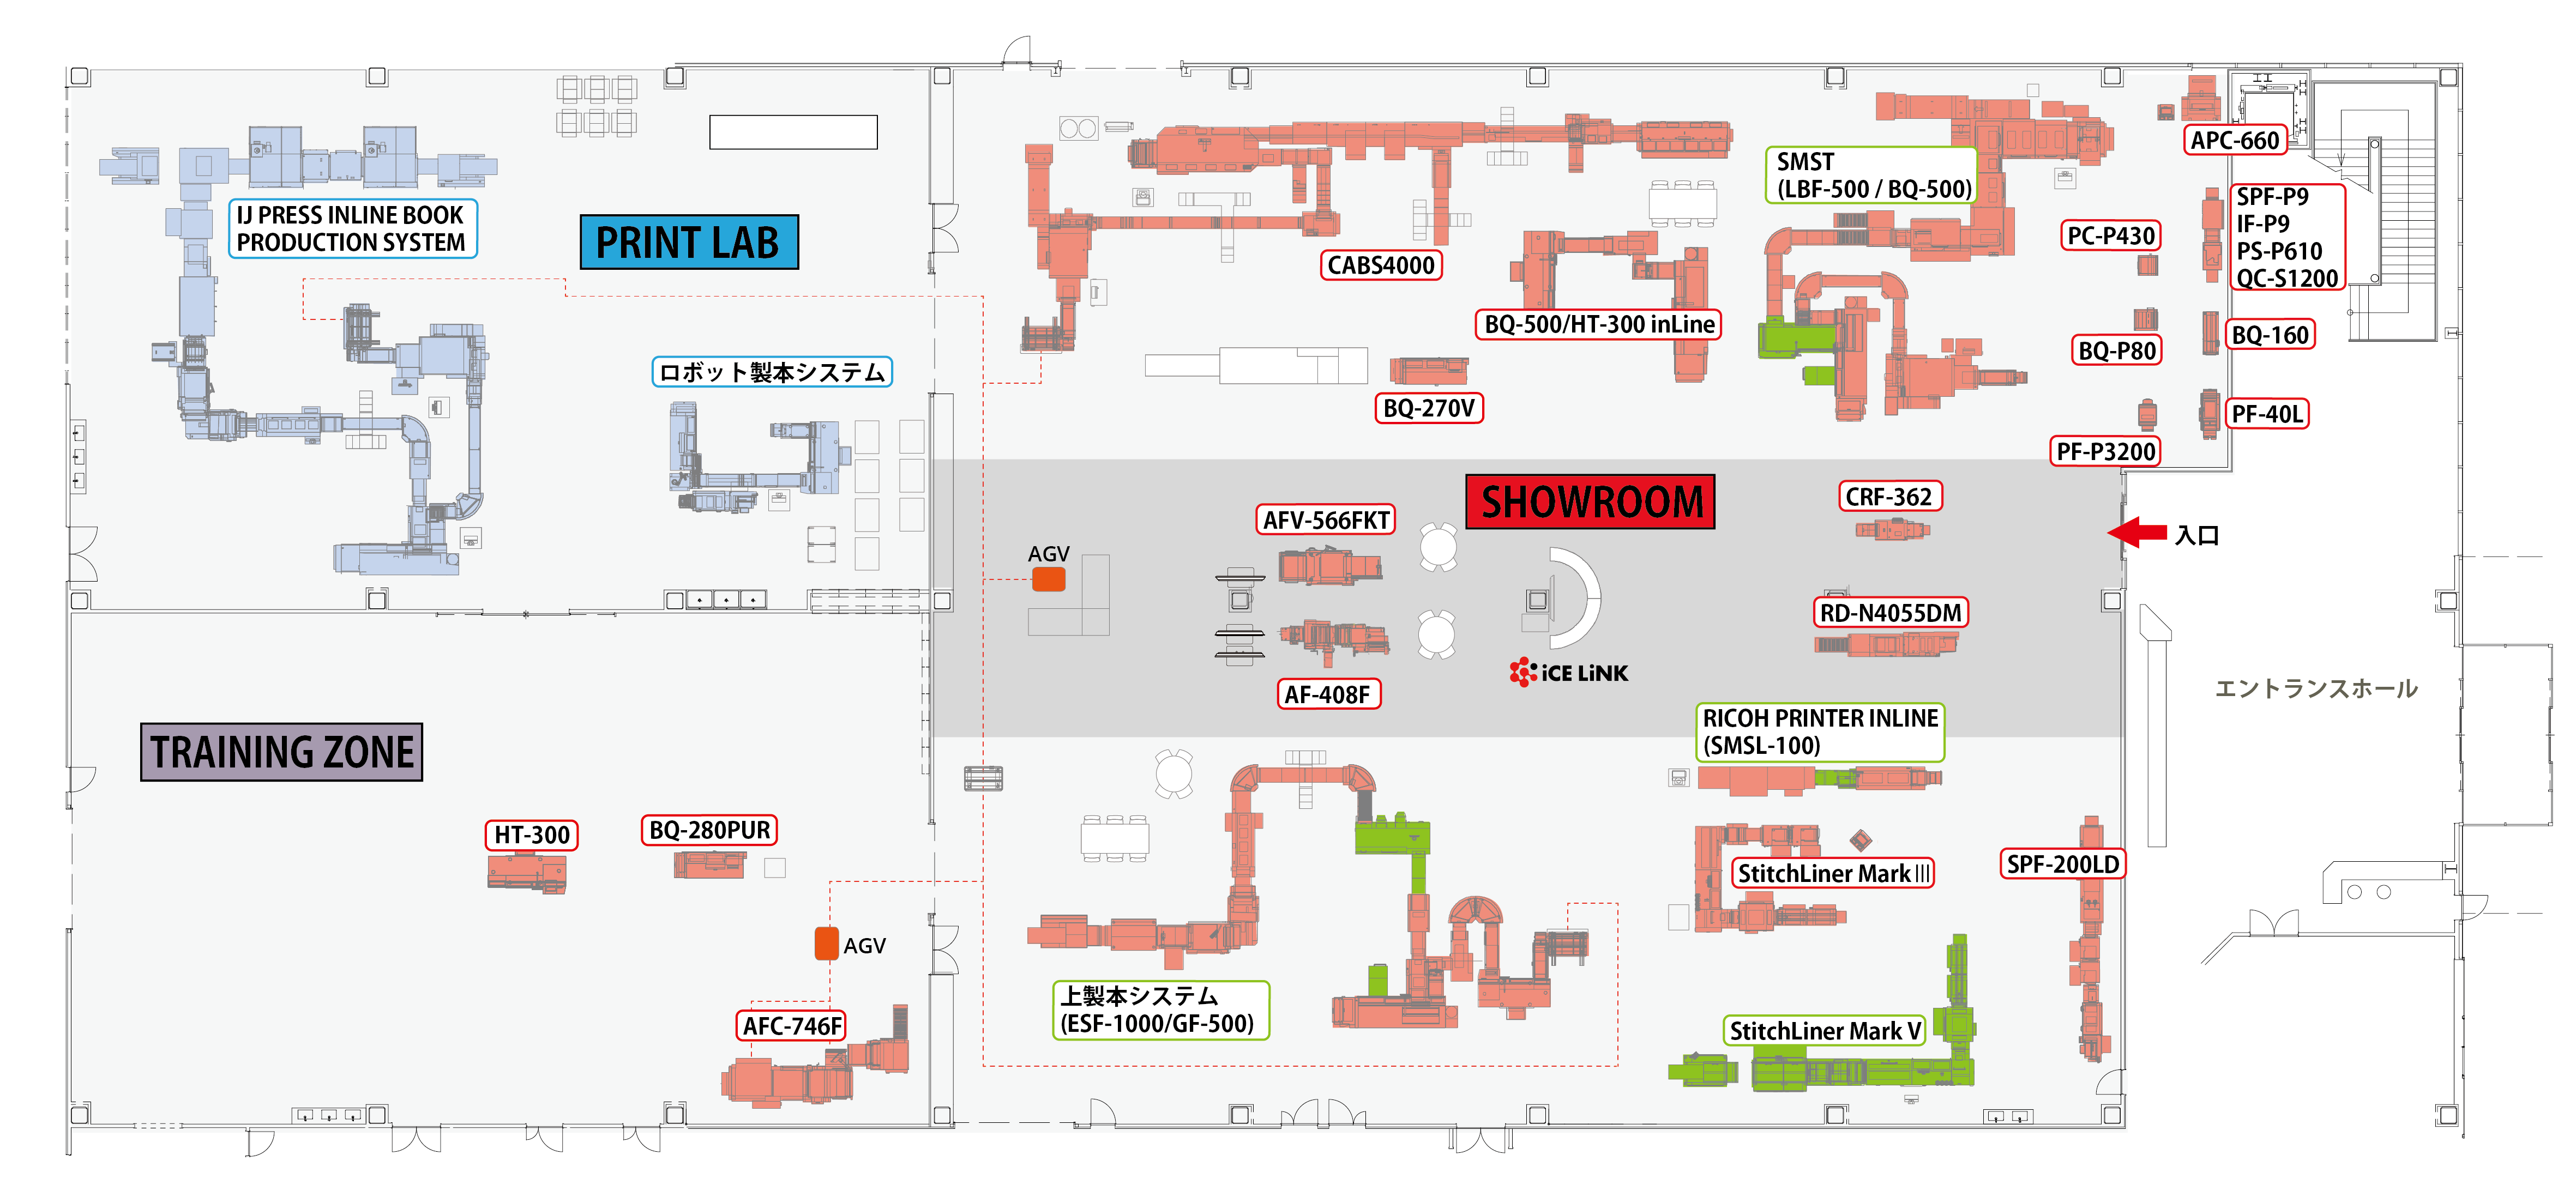 IJ PRESS INLINE BOOK
PRODUCTION SYSTEM
PRINT LAB
ロボット製本システム
CABS4000
BQ-500/HT-300 inLine
BQ-270V
SMST
(LBF-500 / BQ-500)
APC-660
SPF-P9
IF-P9
PS-P610
QC-S1200
PC-P430
BQ-P80
BQ-160
PF-40L
PF-P3200
SHOWROOM
CRF-362
入口
AFV-566FKT
AGV
RD-N4055DM
iCE LiNK
AF-408F
エントランスホール
TRAINING ZONE
HT-300
BQ-280PUR
AGV
AFC-746F
RICOH PRINTER INLINE
(SMSL-100)
StitchLiner MarkⅢ
SPF-200LD
上製本システム
(ESF-1000/GF-500)
StitchLiner Mark V